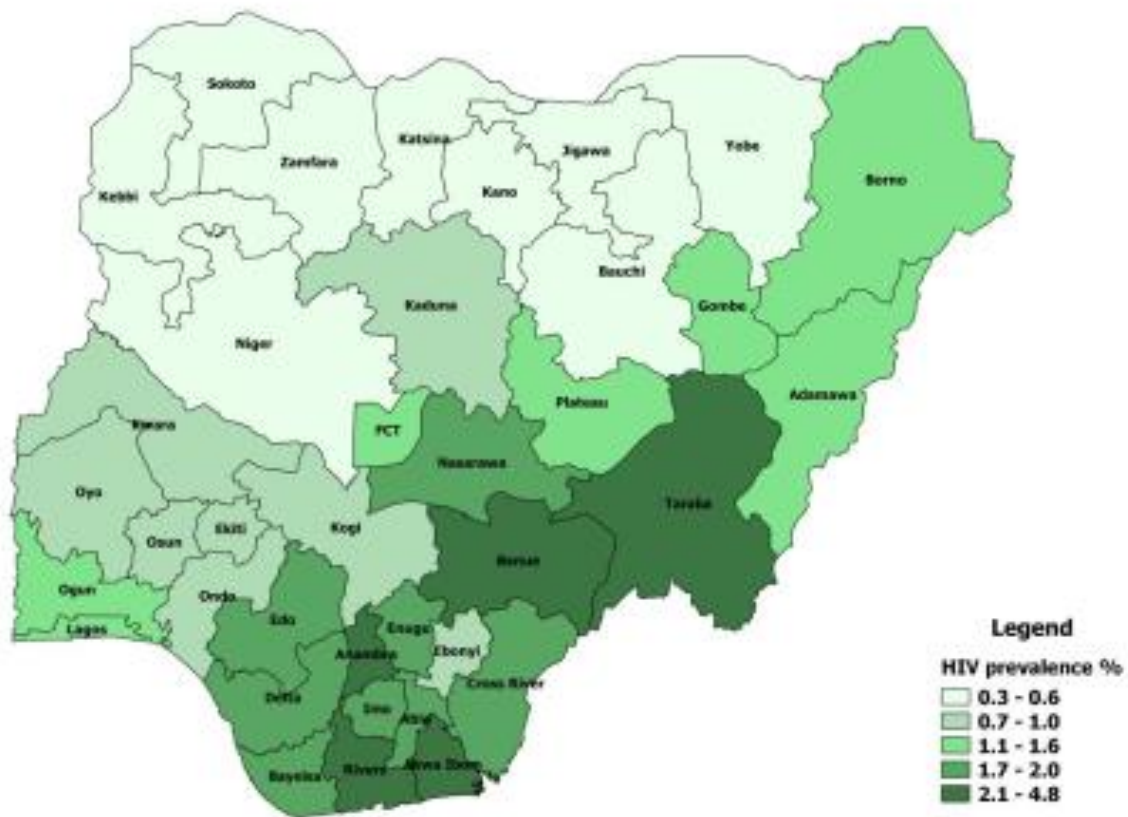 Sokoto
Katsina
Jigawa
Yobe
Zamfara
Kano
Borno
Kebbi
Bauchi
Kaduna
Gombe
Niger
Plateau
Adamawa
Kwara
FCT
Nasarawa
Oyo
Taraba
Kogi
Ekiti
Osun
Benue
Ogun
Ondo
Edo
Enugu
Lagos
Anambra
Ebonyi
Cross River
Delta
Imo
Abia
Bayelsa
Rivers
Akwa Ibom
Legend
HIV prevalence %
0.3 - 0.6
0.7 - 1.0
1.1 - 1.6
1.7 - 2.0
2.1 - 4.8